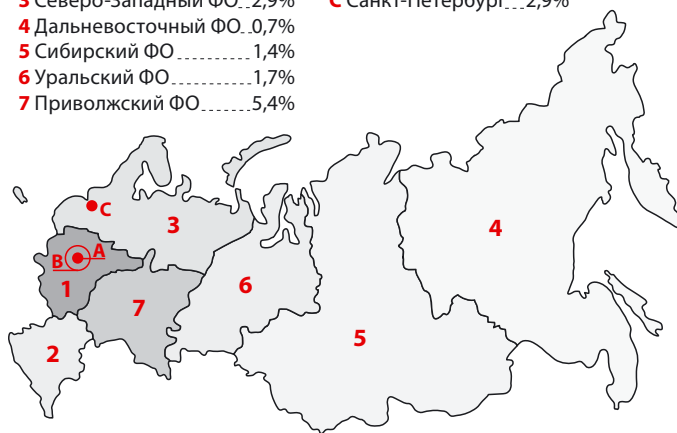 3 Северо-Западный ФО 2,9%
4 Дальневосточный ФО 0,7%
5 Сибирский ФО 1,4%
6 Уральский ФО 1,7%
7 Приволжский ФО 5,4%
C Санкт-Петербург 2,9%
C
3
4
B
A
1
6
7
2
5